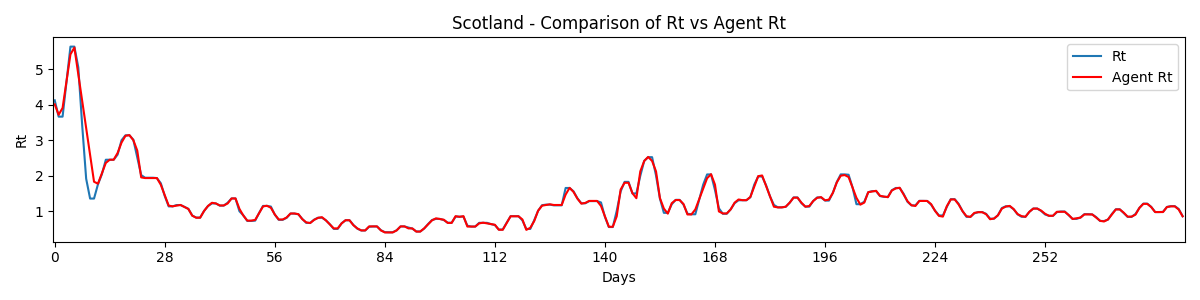 Scotland - Comparison of Rt vs Agent Rt
Rt
Agent Rt
5
4
3
2
1
Rt
0 28 56 84 112 140 168 196 224 252
Days